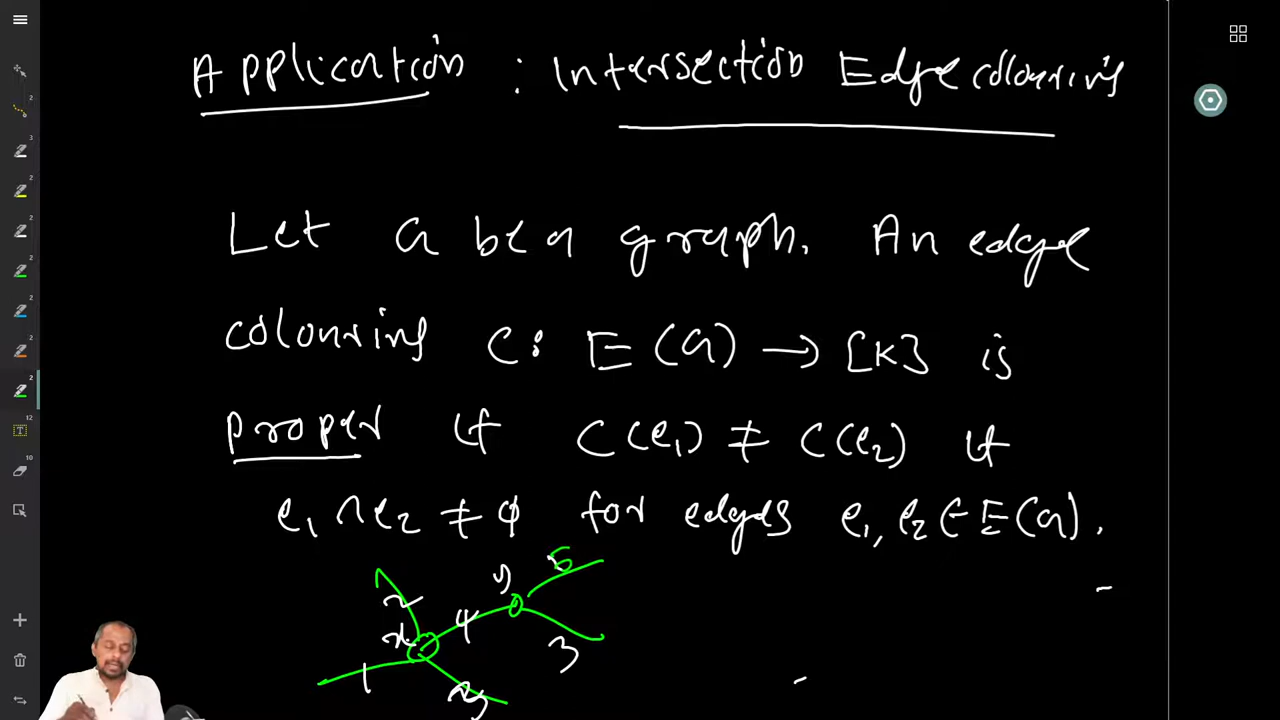 Application : Intersection Edge colouring
Let G be a graph. An edge
colouring C: E(G) → [K] is
proper if C(e₁) ≠ C(e₂) if
e₁ ∩ e₂ ≠ φ for edges e₁, e₂ ∈ E(G).
5
2 y
x 4
1 3